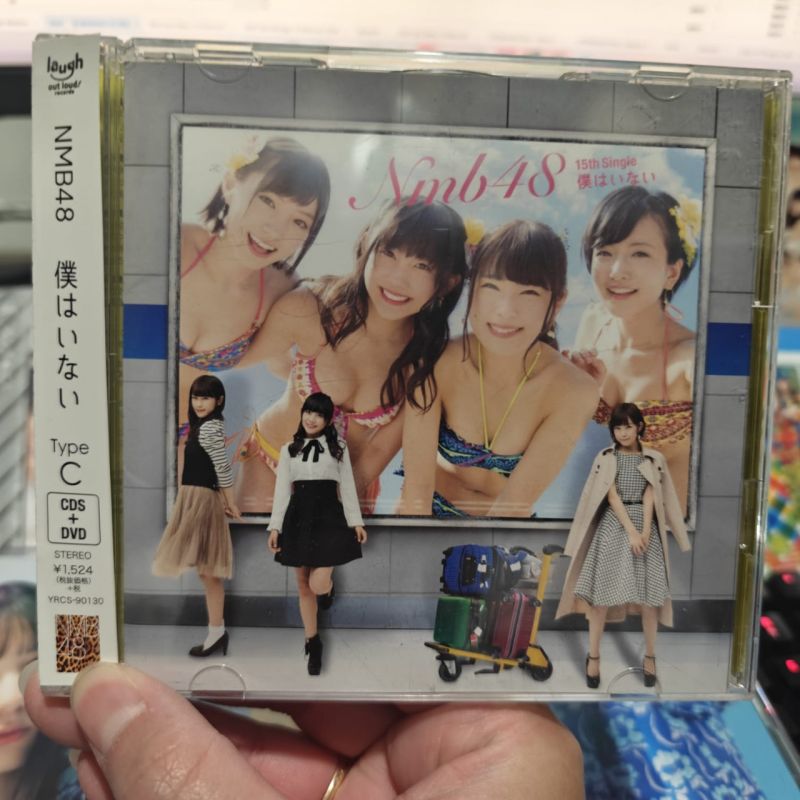 laugh
out loud!
records
NMB48
僕はいない
Type
C
CDS
+
DVD
STEREO
¥1,524
(税抜価格)
+税
YRCS-90130
Nmb48
15th Single
僕はいない